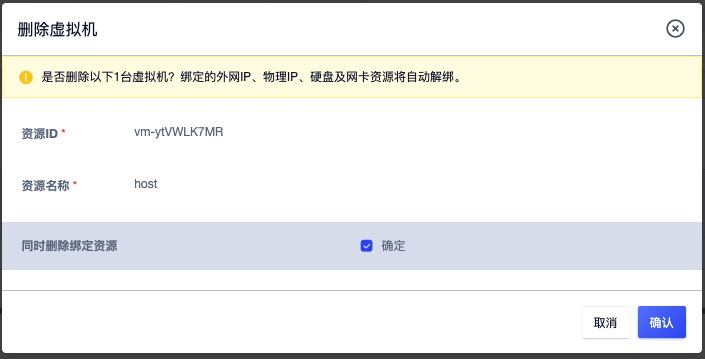 删除虚拟机
是否删除以下1台虚拟机？绑定的外网IP、物理IP、硬盘及网卡资源将自动解绑。
资源ID * vm-ytVWLK7MR
资源名称 * host
同时删除绑定资源 确定
取消 确认